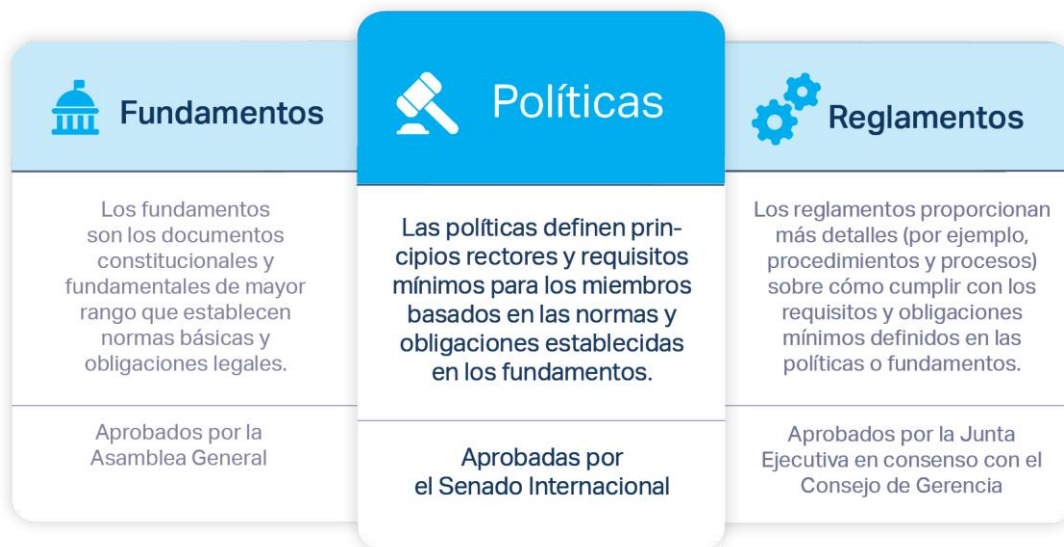 Fundamentos
Los fundamentos
son los documentos
constitucionales y
fundamentales de mayor
rango que establecen
normas básicas y
obligaciones legales.
Aprobados por la
Asamblea General
Políticas
Las políticas definen prin-
cipios rectores y requisitos
mínimos para los miembros
basados en las normas y
obligaciones establecidas
en los fundamentos.
Aprobadas por
el Senado Internacional
Reglamentos
Los reglamentos proporcionan
más detalles (por ejemplo,
procedimientos y procesos)
sobre cómo cumplir con los
requisitos y obligaciones
mínimos definidos en las
políticas o fundamentos.
Aprobados por la Junta
Ejecutiva en consenso con el
Consejo de Gerencia